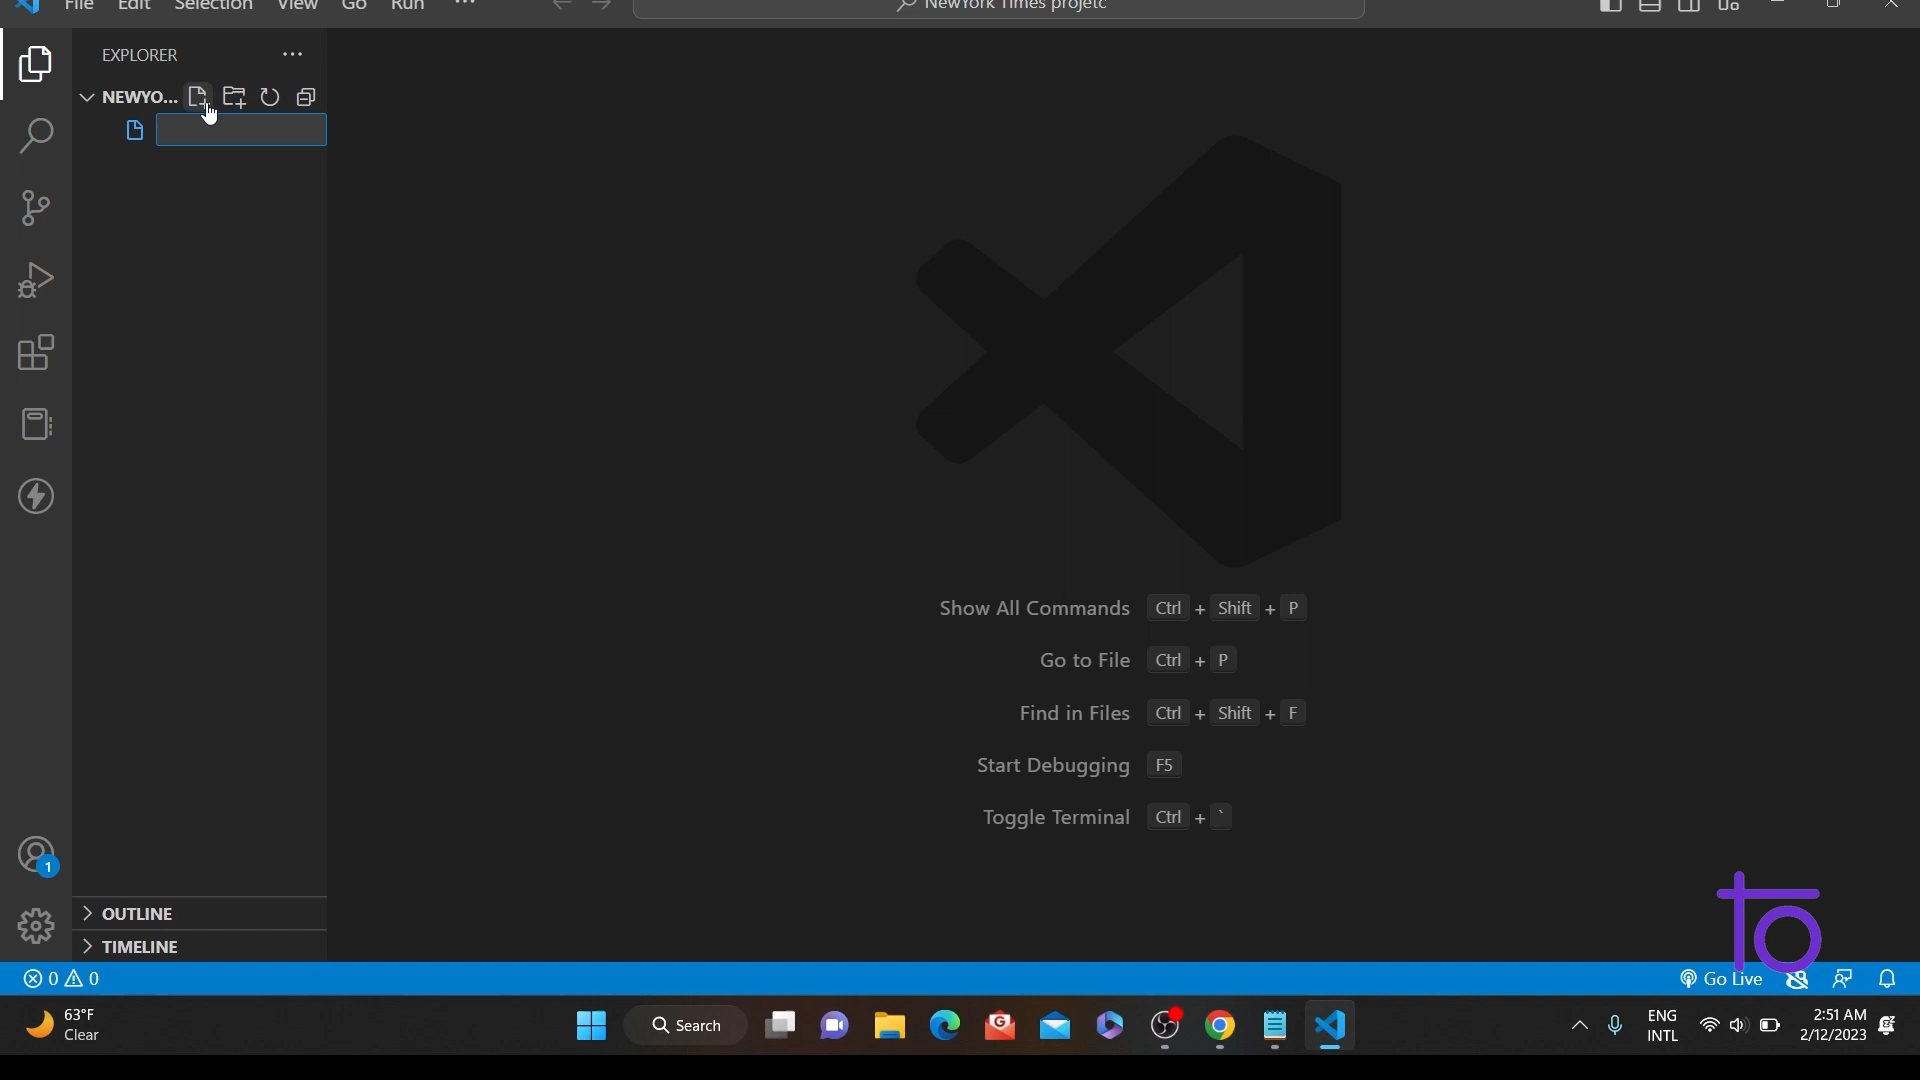 File Edit Selection View Go Run ···
NewYork Times projetc
EXPLORER ···
NEWYO...
Show All Commands Ctrl + Shift + P
Go to File Ctrl + P
Find in Files Ctrl + Shift + F
Start Debugging F5
Toggle Terminal Ctrl + `
1
OUTLINE
TIMELINE
to
0 0
Go Live
63°F
Clear
Search
ENG
INTL
2:51 AM
2/12/2023